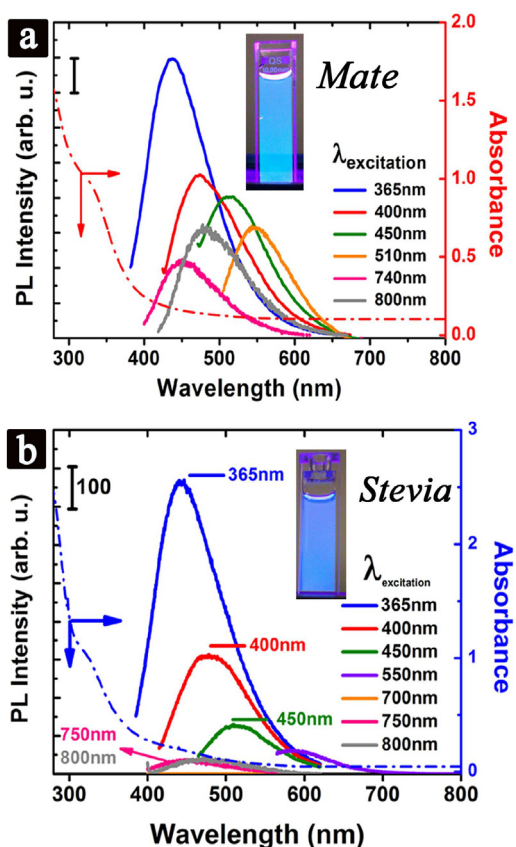 a
Mate
QS
10.00mm
λexcitation
365nm
400nm
450nm
510nm
740nm
800nm
PL Intensity (arb. u.)
Absorbance
2.0
1.5
1.0
0.5
0.0
300 400 500 600 700 800
Wavelength (nm)
b
Stevia
100
365nm
400nm
450nm
750nm
800nm
λexcitation
365nm
400nm
450nm
550nm
700nm
750nm
800nm
PL Intensity (arb. u.)
Absorbance
3
2
1
0
300 400 500 600 700 800
Wavelength (nm)